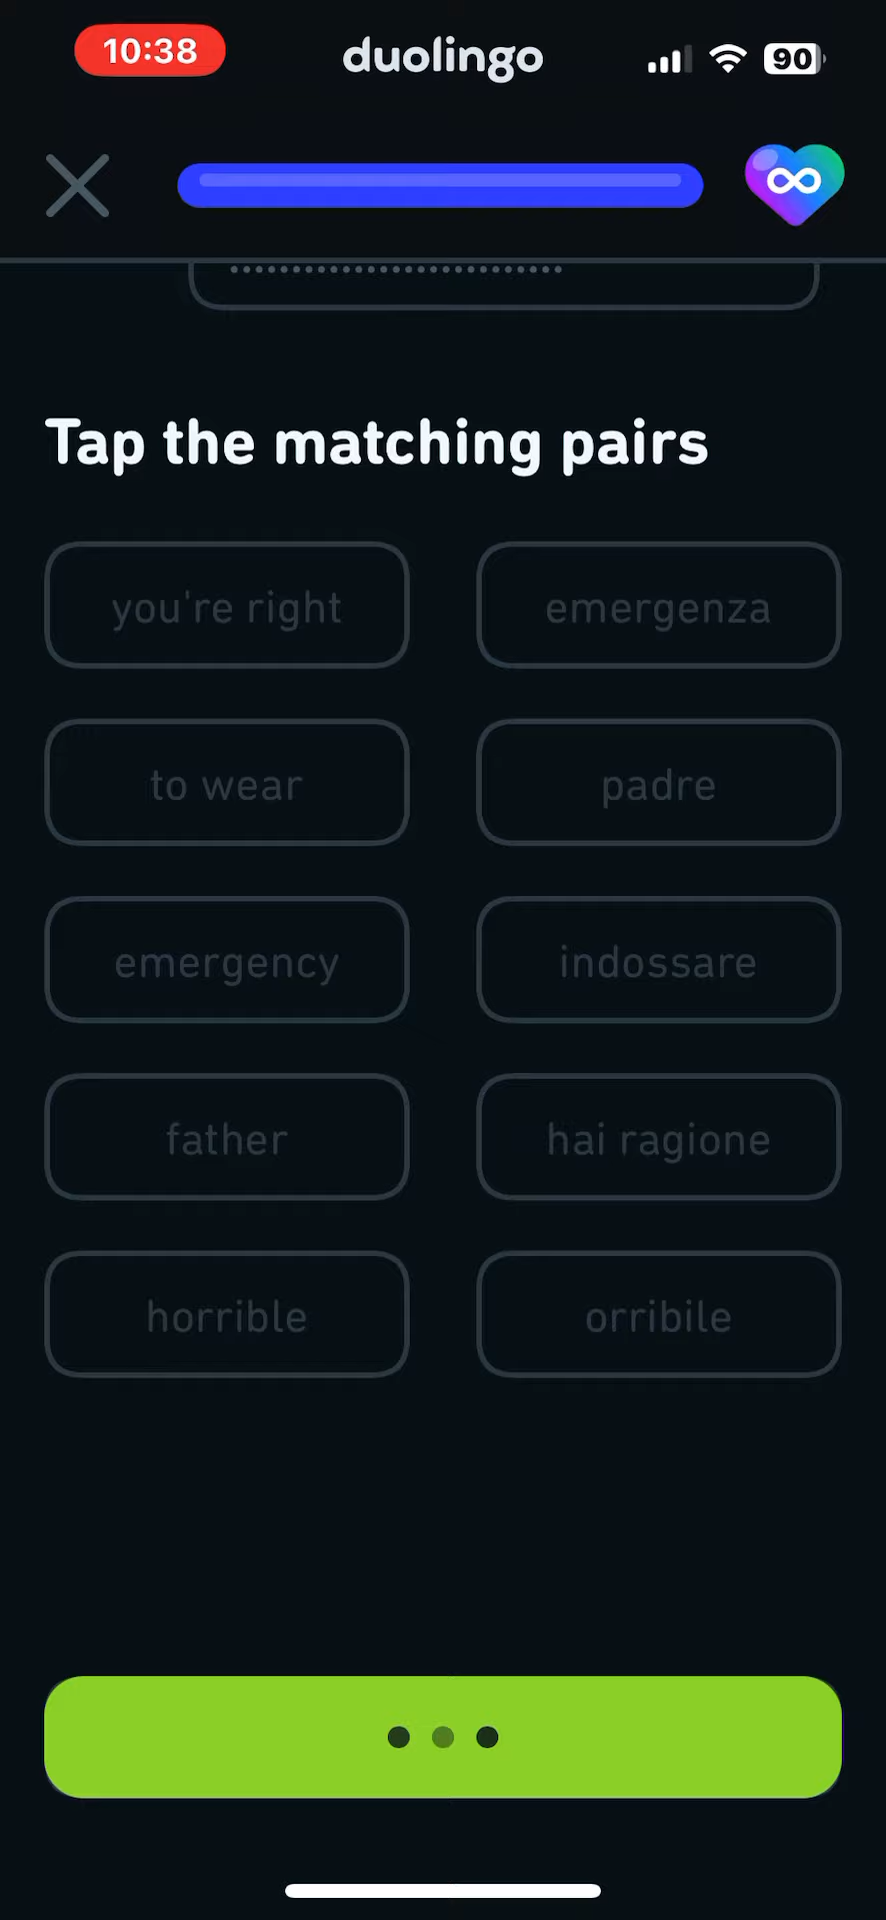 10:38
duolingo
90
Tap the matching pairs
you're right
emergenza
to wear
padre
emergency
indossare
father
hai ragione
horrible
orribile